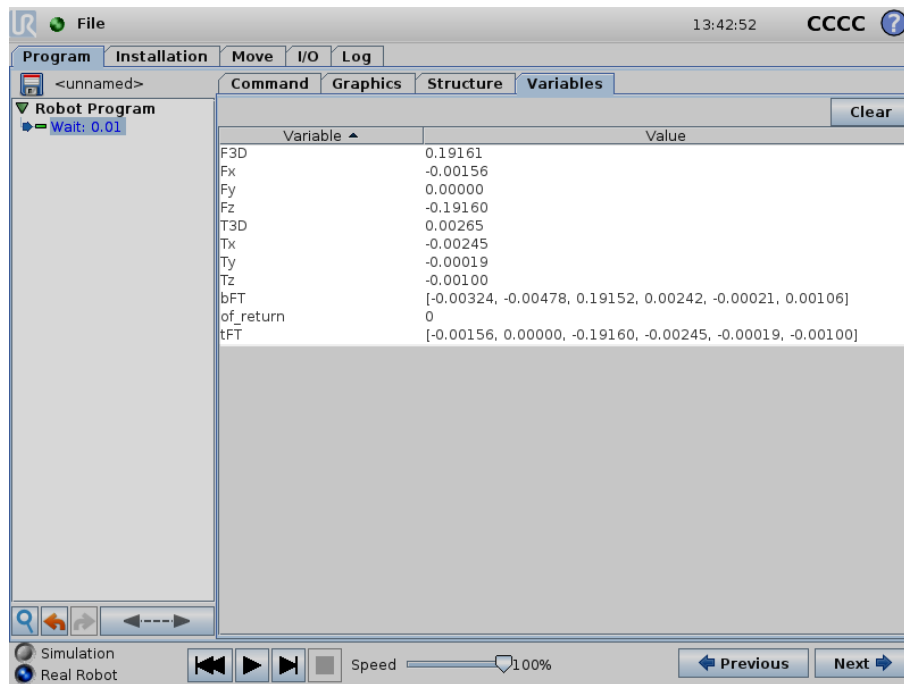 UR File 13:42:52 CCCC ?
Program Installation Move I/O Log
<unnamed> Command Graphics Structure Variables
Robot Program Clear
Wait: 0.01
Variable Value
F3D 0.19161
Fx -0.00156
Fy 0.00000
Fz -0.19160
T3D 0.00265
Tx -0.00245
Ty -0.00019
Tz -0.00100
bFT [-0.00324, -0.00478, 0.19152, 0.00242, -0.00021, 0.00106]
of_return 0
tFT [-0.00156, 0.00000, -0.19160, -0.00245, -0.00019, -0.00100]
Simulation
Real Robot Speed 100% Previous Next